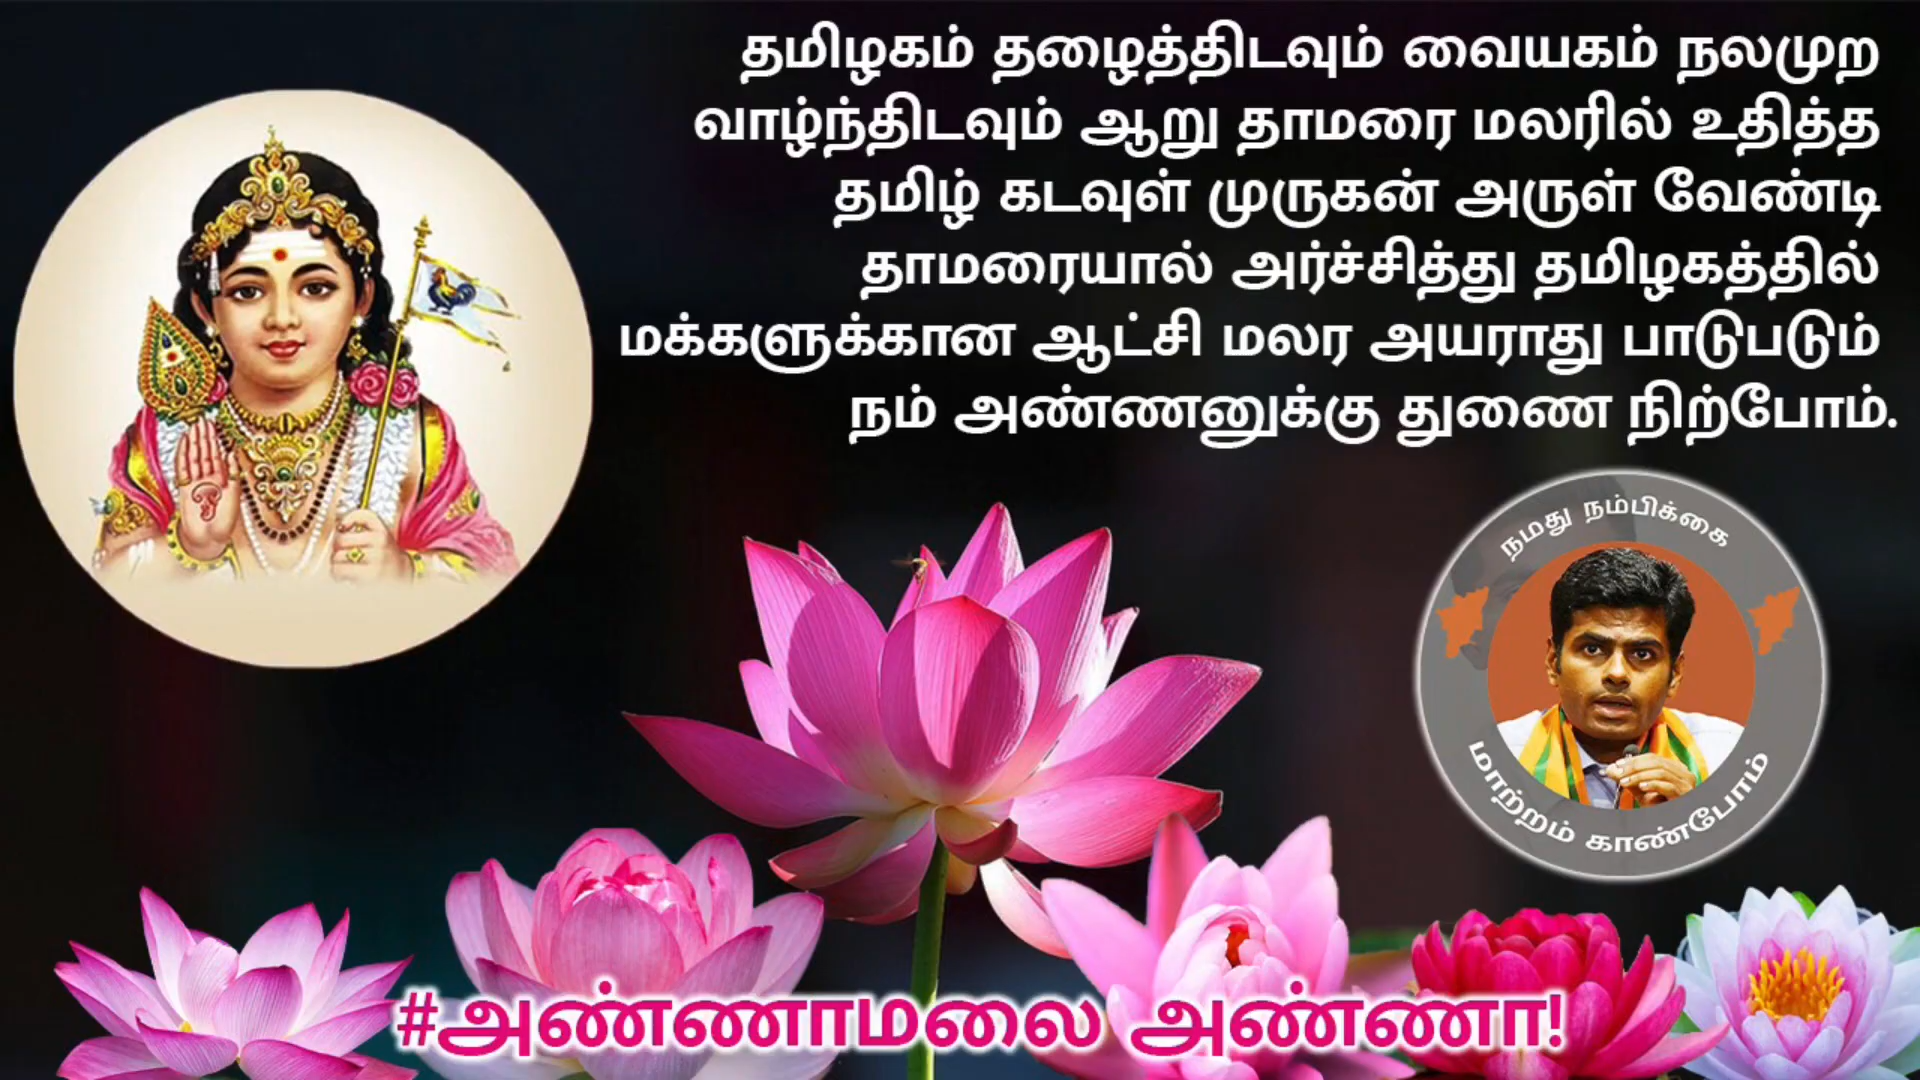 தமிழகம் தழைத்திடவும் வையகம் நலமுற
வாழ்ந்திடவும் ஆறு தாமரை மலரில் உதித்த
தமிழ் கடவுள் முருகன் அருள் வேண்டி
தாமரையால் அர்ச்சித்து தமிழகத்தில்
மக்களுக்கான ஆட்சி மலர அயராது பாடுபடும்
நம் அண்ணனுக்கு துணை நிற்போம்.
நமது நம்பிக்கை
மாற்றம் காண்போம்
#அண்ணாமலை அண்ணா!